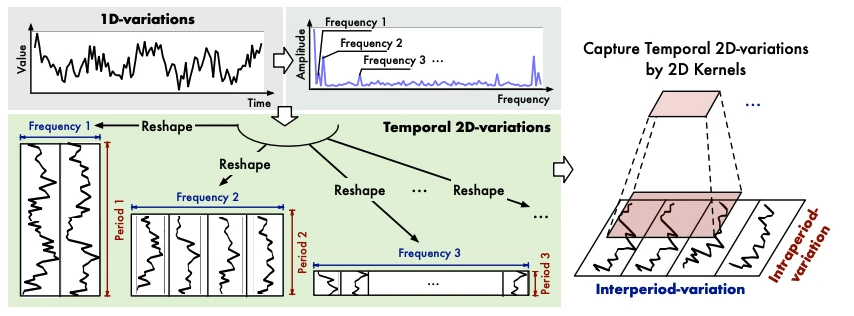 1D-variations
Value
Time
Amplitude
Frequency 1
Frequency 2
Frequency 3 ...
Frequency
Capture Temporal 2D-variations
by 2D Kernels
...
Temporal 2D-variations
Frequency 1
Reshape
Reshape
Reshape
...
Reshape
...
Period 1
Frequency 2
Period 2
Frequency 3
...
Period 3
Interperiod-variation
Intraperiod-
variation